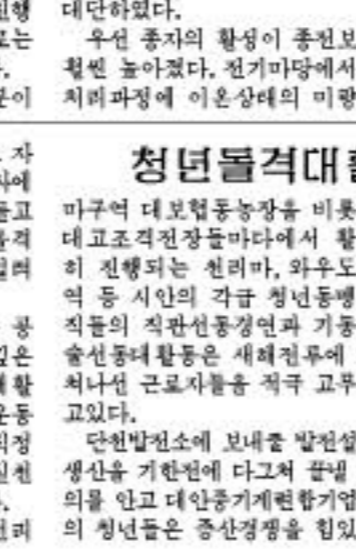 대단하였다.
우선 종자의 활성이 종전보
훨씬 높아졌다. 전기마당에서
처리과정에 이온상태의 미량
청년돌격대활
마구역 대보협동농장을 비롯
대고조격전장들마다에서 활
히 진행되는 천리마, 와우도
역 등 시안의 각급 청년동맹
직들의 직관선동경연과 기동
술선동대활동은 새해전투에
쳐나선 근로자들을 적극 고무
고있다.
단천발전소에 보내줄 발전설
생산을 기한전에 다그쳐 끝낼
의를 안고 대안중기계련합기업
의 청년들은 증산경쟁을 힘있